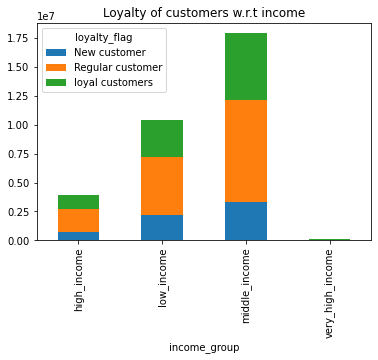 Loyalty of customers w.r.t income
1e7
loyalty_flag
New customer
Regular customer
loyal customers
1.75
1.50
1.25
1.00
0.75
0.50
0.25
0.00
high_income
low_income
middle_income
very_high_income
income_group